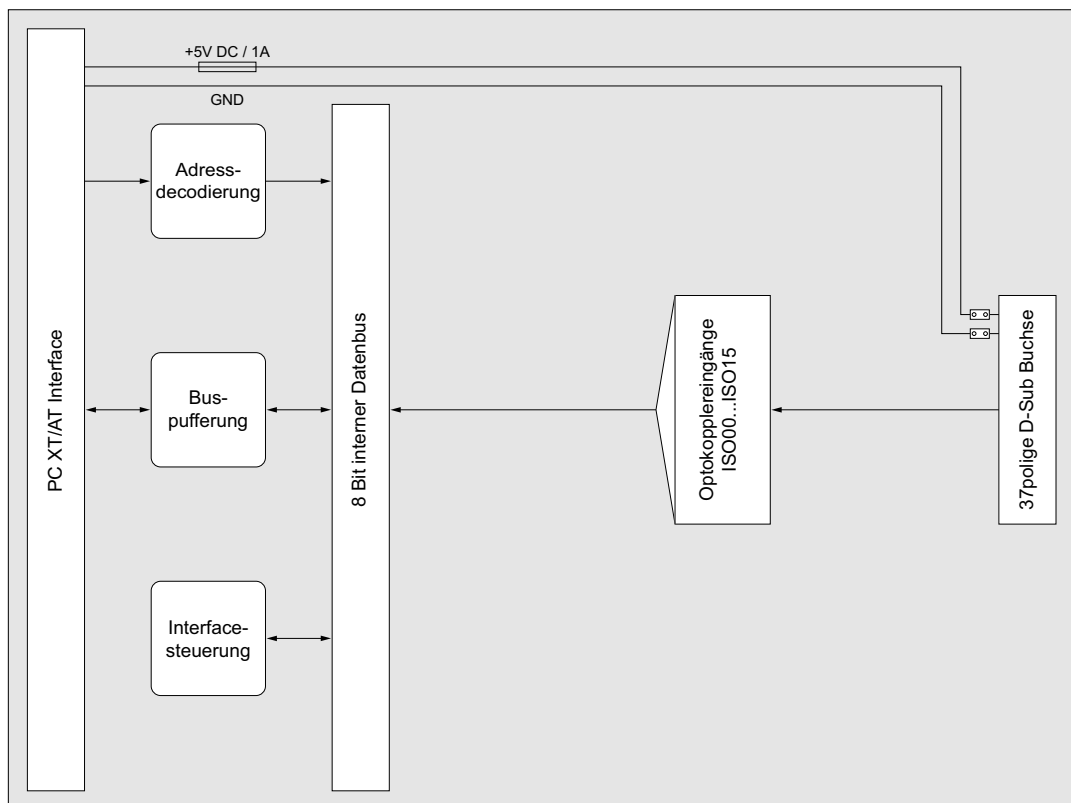 +5V DC / 1A
GND
PC XT/AT Interface
Adress-
decodierung
Bus-
pufferung
Interface-
steuerung
8 Bit interner Datenbus
Optokopplereingänge
ISO00...ISO15
37polige D-Sub Buchse